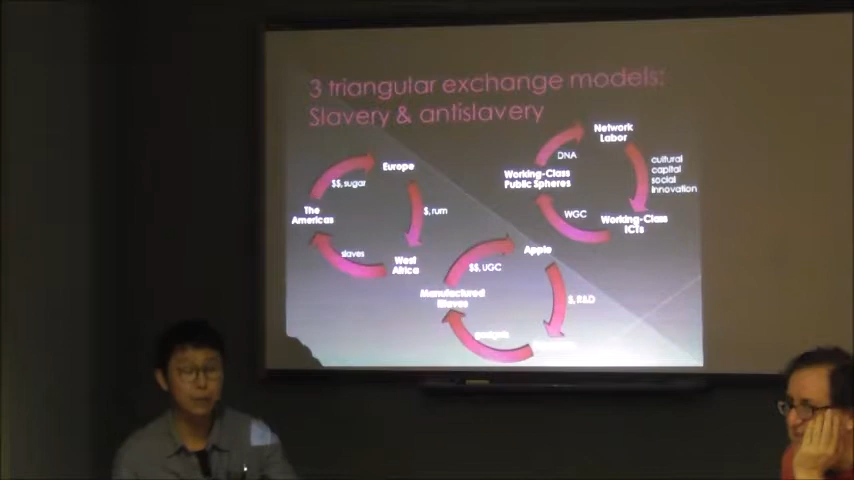 3 triangular exchange models:
Slavery & antislavery
Europe
$$, sugar
$, rum
The
Americas
slaves
West
Africa
Network
Labor
DNA
cultural
capital
social
innovation
Working-Class
Public Spheres
WGC
Working-Class
ICTs
Apple
$$, UGC
$, R&D
Manufactured